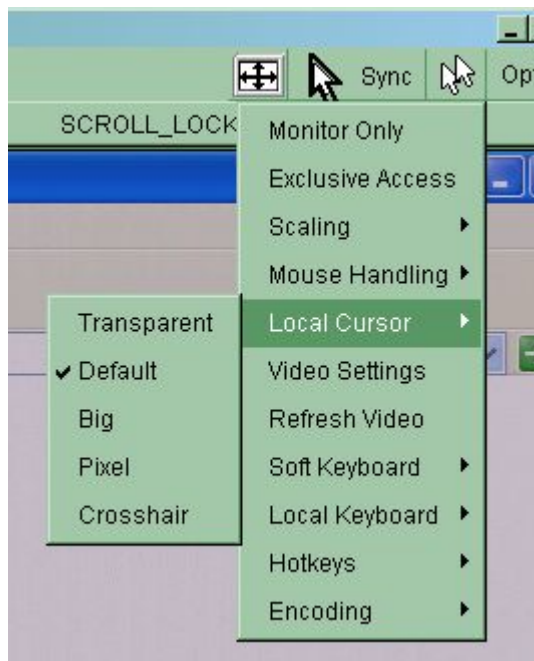 Sync
Opt
SCROLL_LOCK
Monitor Only
Exclusive Access
Scaling
Mouse Handling
Local Cursor
Video Settings
Refresh Video
Soft Keyboard
Local Keyboard
Hotkeys
Encoding
Transparent
Default
Big
Pixel
Crosshair